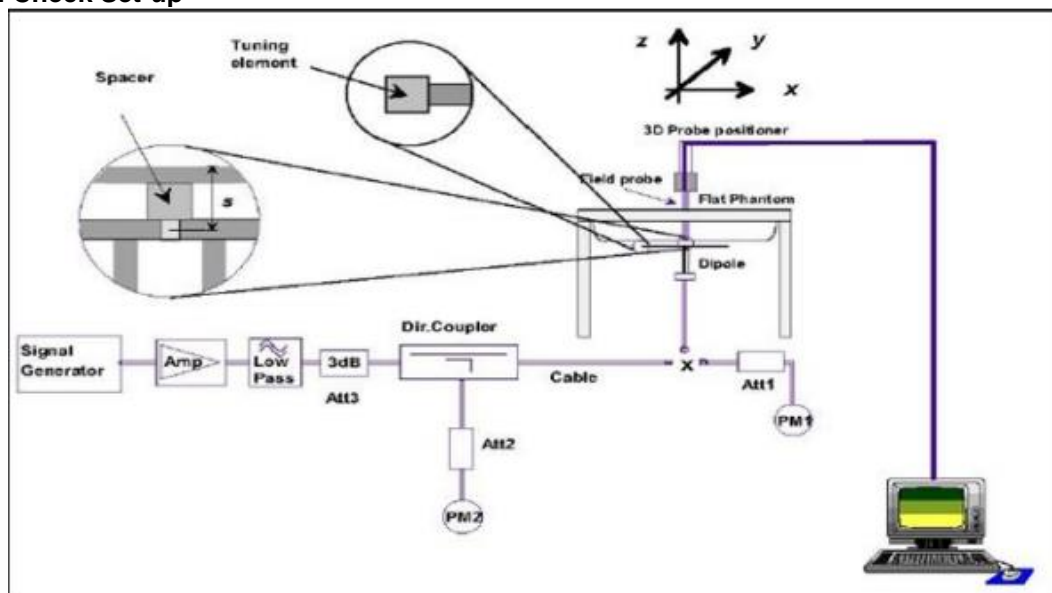 Check Set-up
Tuning
element
Spacer
s
z
y
x
3D Probe positioner
Field probe
Flat Phantom
Dipole
Signal
Generator
Amp
Low
Pass
3dB
Att3
Dir.Coupler
Cable
x
Att1
PM1
Att2
PM2